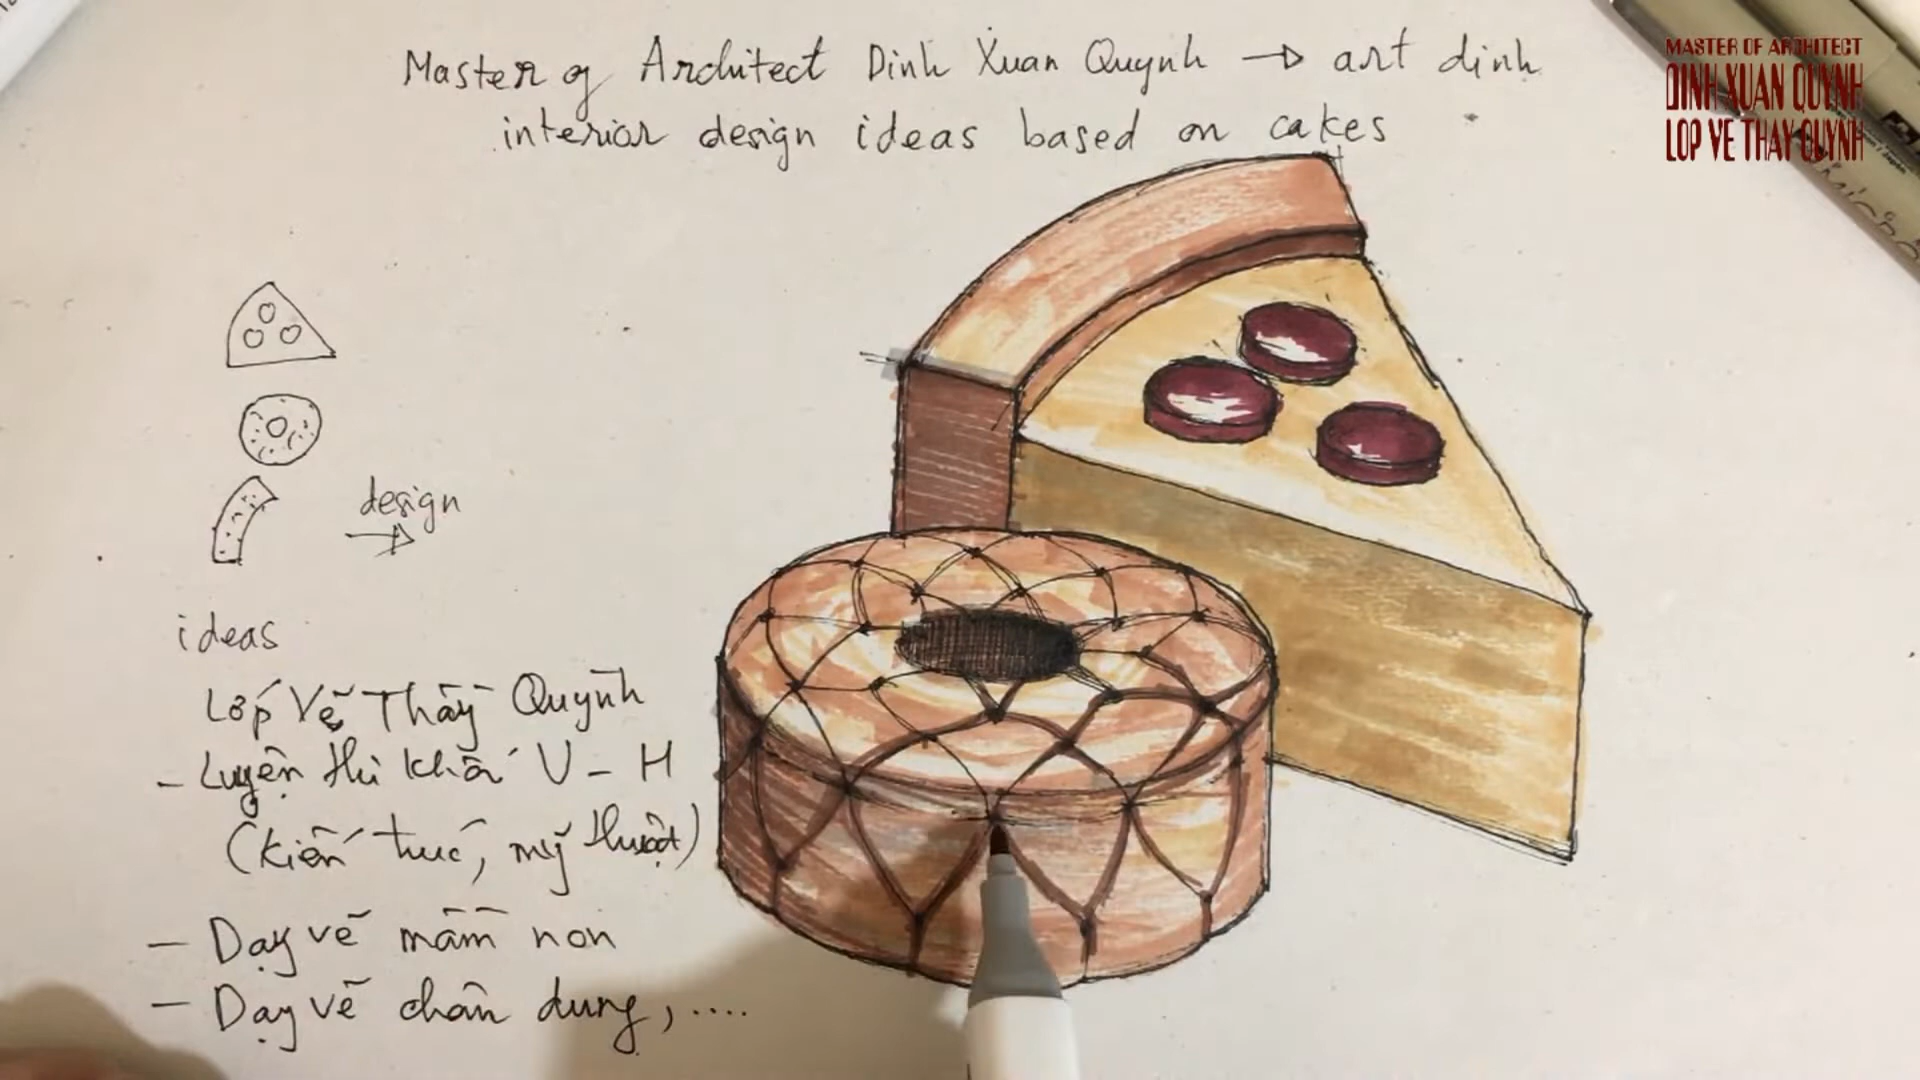 Master of Architect Dinh Xuan Quynh → art dinh
interior design ideas based on cakes
MASTER OF ARCHITECT
DINH XUAN QUYNH
LOP VE THAY QUYNH
design
ideas
Lớp Vẽ Thầy Quỳnh
- Luyện thi khối V - H
(kiến trúc, mỹ thuật)
- Dạy vẽ mầm non
- Dạy vẽ chân dung, ....